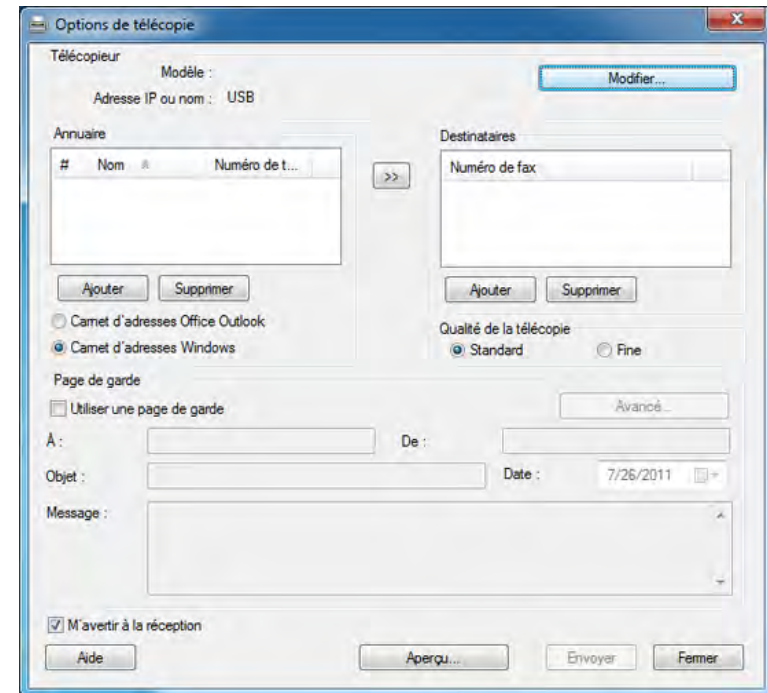 Options de télécopie
Télécopieur
Modèle :
Modifier...
Adresse IP ou nom : USB
Annuaire
# Nom Numéro de t...
>>
Destinataires
Numéro de fax
Ajouter Supprimer
Ajouter Supprimer
Carnet d'adresses Office Outlook
Carnet d'adresses Windows
Qualité de la télécopie
Standard Fine
Page de garde
Utiliser une page de garde
Avancé...
À : De :
Objet : Date : 7/26/2011
Message :
M'avertir à la réception
Aide Aperçu... Envoyer Fermer